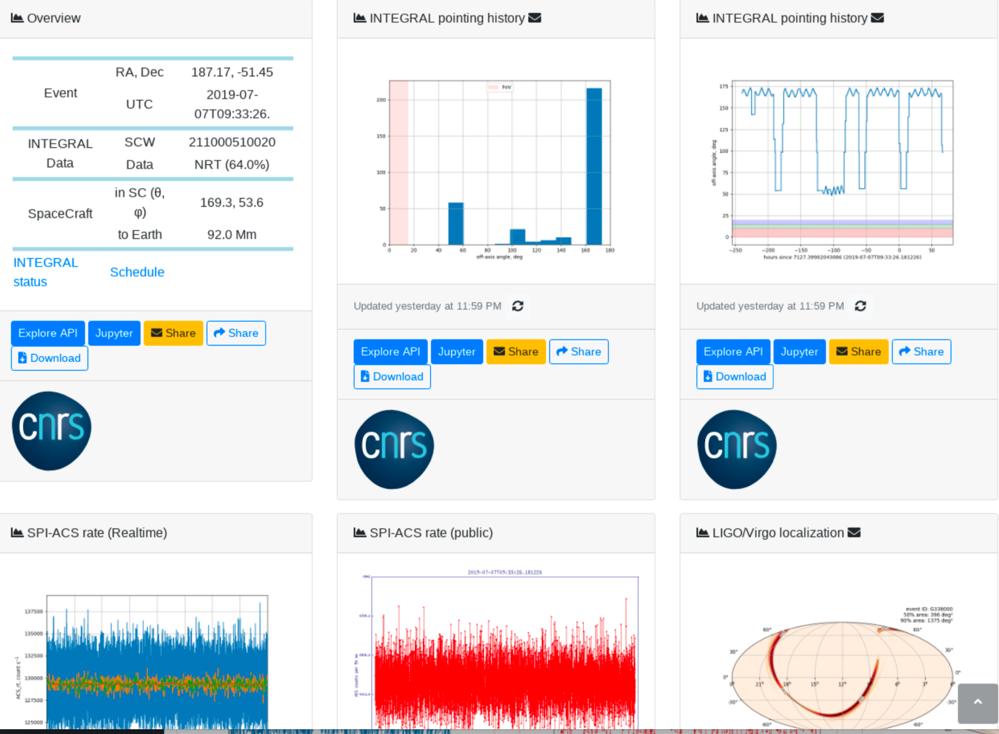 Overview
Event
RA, Dec
187.17, -51.45
UTC
2019-07-
07T09:33:26.
INTEGRAL
Data
SCW
211000510020
Data
NRT (64.0%)
SpaceCraft
in SC (θ,
φ)
169.3, 53.6
to Earth
92.0 Mm
INTEGRAL
status
Schedule
Explore API
Jupyter
Share
Share
Download
cnrs
INTEGRAL pointing history
FoV
200
150
100
50
0
0 20 40 60 80 100 120 140 160 180
off-axis angle, deg
Updated yesterday at 11:59 PM
Explore API
Jupyter
Share
Share
Download
cnrs
INTEGRAL pointing history
175
150
125
100
75
50
25
0
off-axis angle, deg
−250 −200 −150 −100 −50 0 50
hours since 7127.39902043086 (2019-07-07T09:33:26.181226)
Updated yesterday at 11:59 PM
Explore API
Jupyter
Share
Share
Download
cnrs
SPI-ACS rate (Realtime)
137500
135000
132500
130000
127500
125000
ACS_rt, count s⁻¹
SPI-ACS rate (public)
2019-07-07T09:33:26.181226
ACS counts per 50 ms
LIGO/Virgo localization
event ID: G338000
50% area: 396 deg²
90% area: 1375 deg²
60° 60°
30° 30°
0° 0°
0° 21h 18h 15h 12h 6h 3h
-30° -30°
-60° -60°